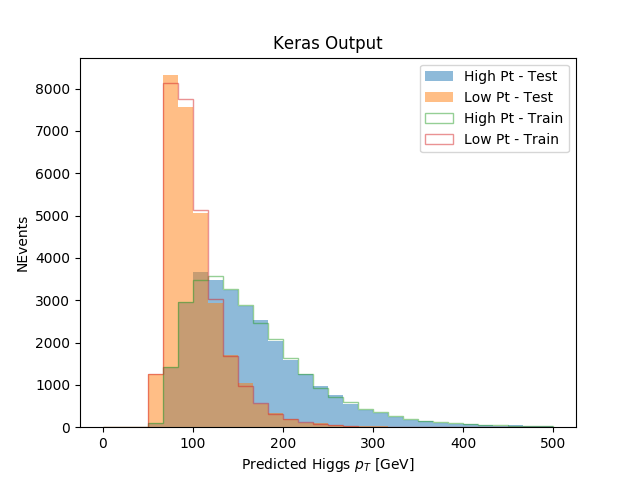 Keras Output
High Pt - Test
Low Pt - Test
High Pt - Train
Low Pt - Train
NEvents
8000
7000
6000
5000
4000
3000
2000
1000
0
0 100 200 300 400 500
Predicted Higgs p_T [GeV]